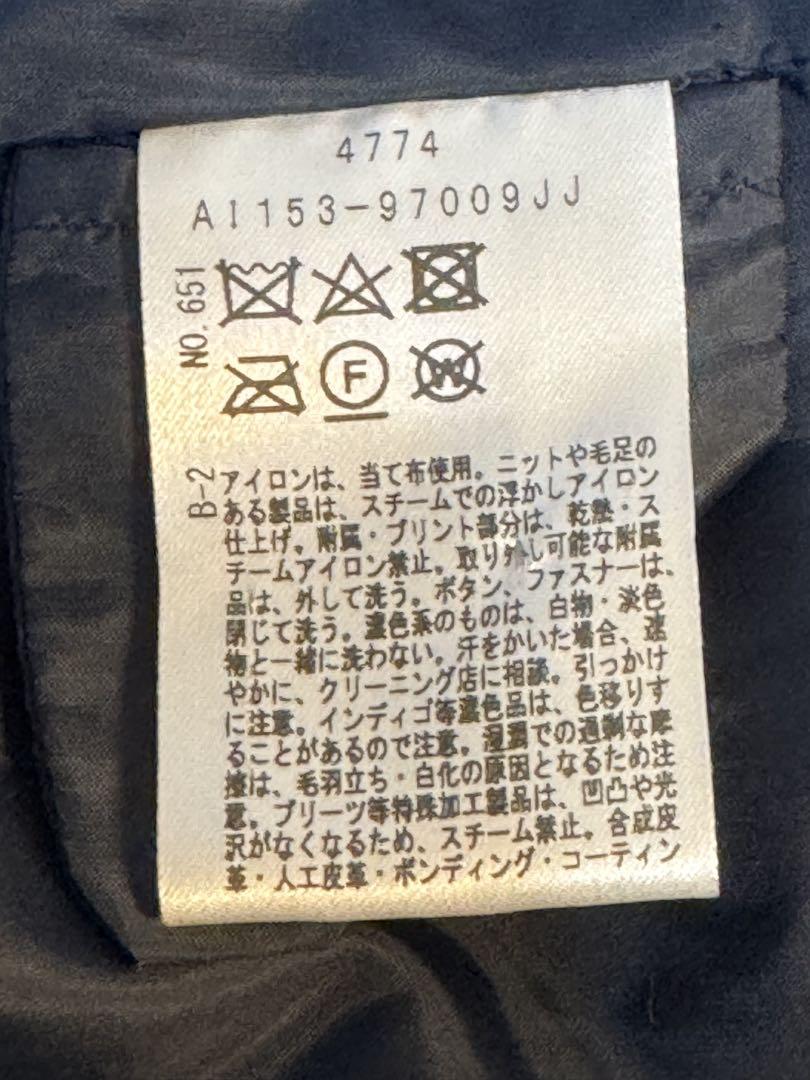 4774
AI153-97009JJ
NO.651
F
W
B-2
アイロンは、当て布使用。ニットや毛足の
ある製品は、スチームでの浮かしアイロン
仕上げ。附属・プリント部分は、乾熱・ス
チームアイロン禁止。取り外し可能な附属
品は、外して洗う。ボタン、ファスナーは、
閉じて洗う。濃色系のものは、白物・淡色
物と一緒に洗わない。汗をかいた場合、速
やかに、クリーニング店に相談。引っかけ
に注意。インディゴ等濃色品は、色移りす
ることがあるので注意。湿潤での過剰な摩
擦は、毛羽立ち・白化の原因となるため注
意。プリーツ等特殊加工製品は、凹凸や光
沢がなくなるため、スチーム禁止。合成皮
革・人工皮革・ボンディング・コーティン